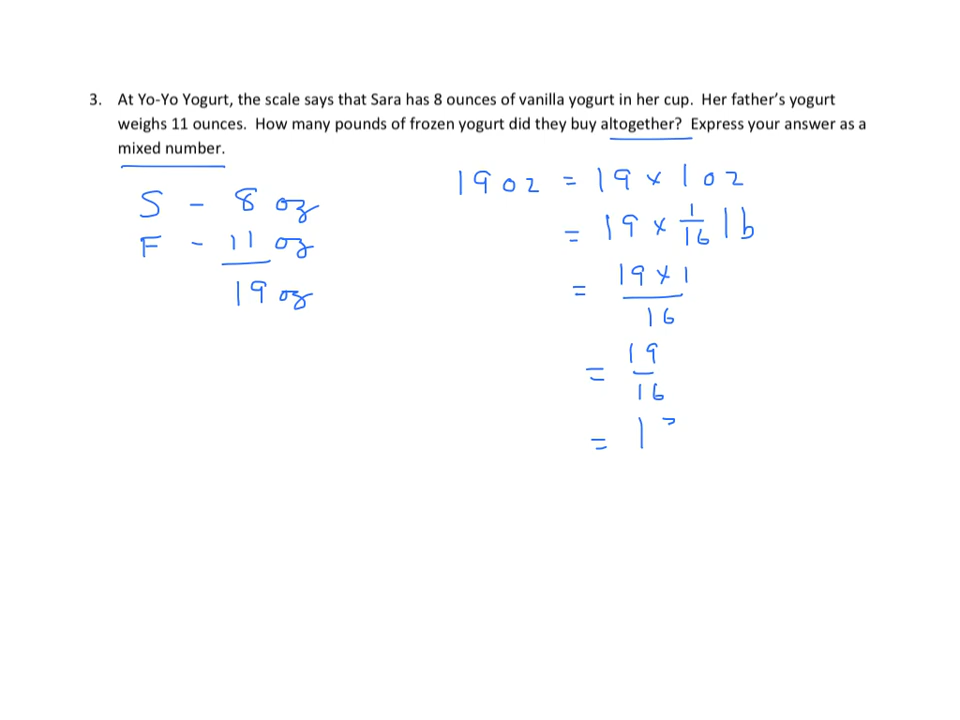 3. At Yo-Yo Yogurt, the scale says that Sara has 8 ounces of vanilla yogurt in her cup. Her father's yogurt
weighs 11 ounces. How many pounds of frozen yogurt did they buy altogether? Express your answer as a
mixed number.
S - 8 oz
F - 11 oz
19 oz
19 oz = 19 x 1 oz
= 19 x 1/16 lb
= 19 x 1
16
= 19
16
= 1